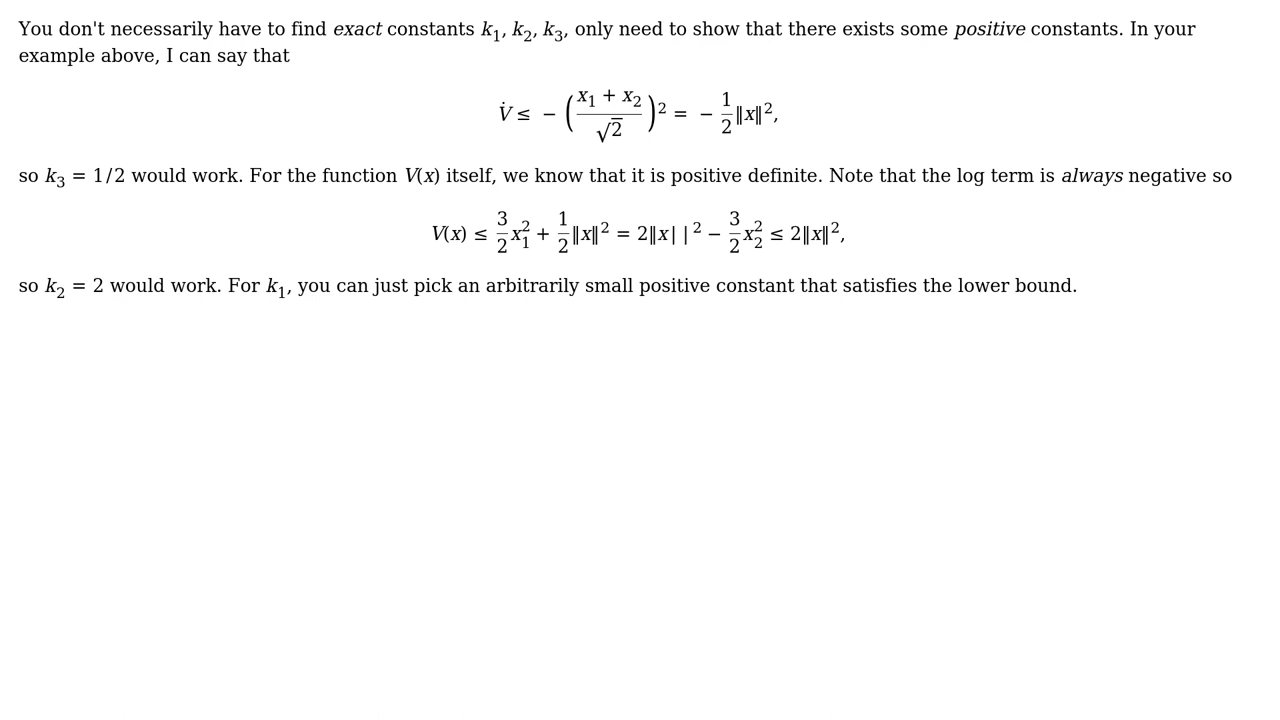 You don't necessarily have to find exact constants k₁, k₂, k₃, only need to show that there exists some positive constants. In your
example above, I can say that
V̇ ≤ −((x₁ + x₂)/√2)² = −1/2‖x‖²,
so k₃ = 1/2 would work. For the function V(x) itself, we know that it is positive definite. Note that the log term is always negative so
V(x) ≤ 3/2x₁² + 1/2‖x‖² = 2‖x| |² − 3/2x₂² ≤ 2‖x‖²,
so k₂ = 2 would work. For k₁, you can just pick an arbitrarily small positive constant that satisfies the lower bound.